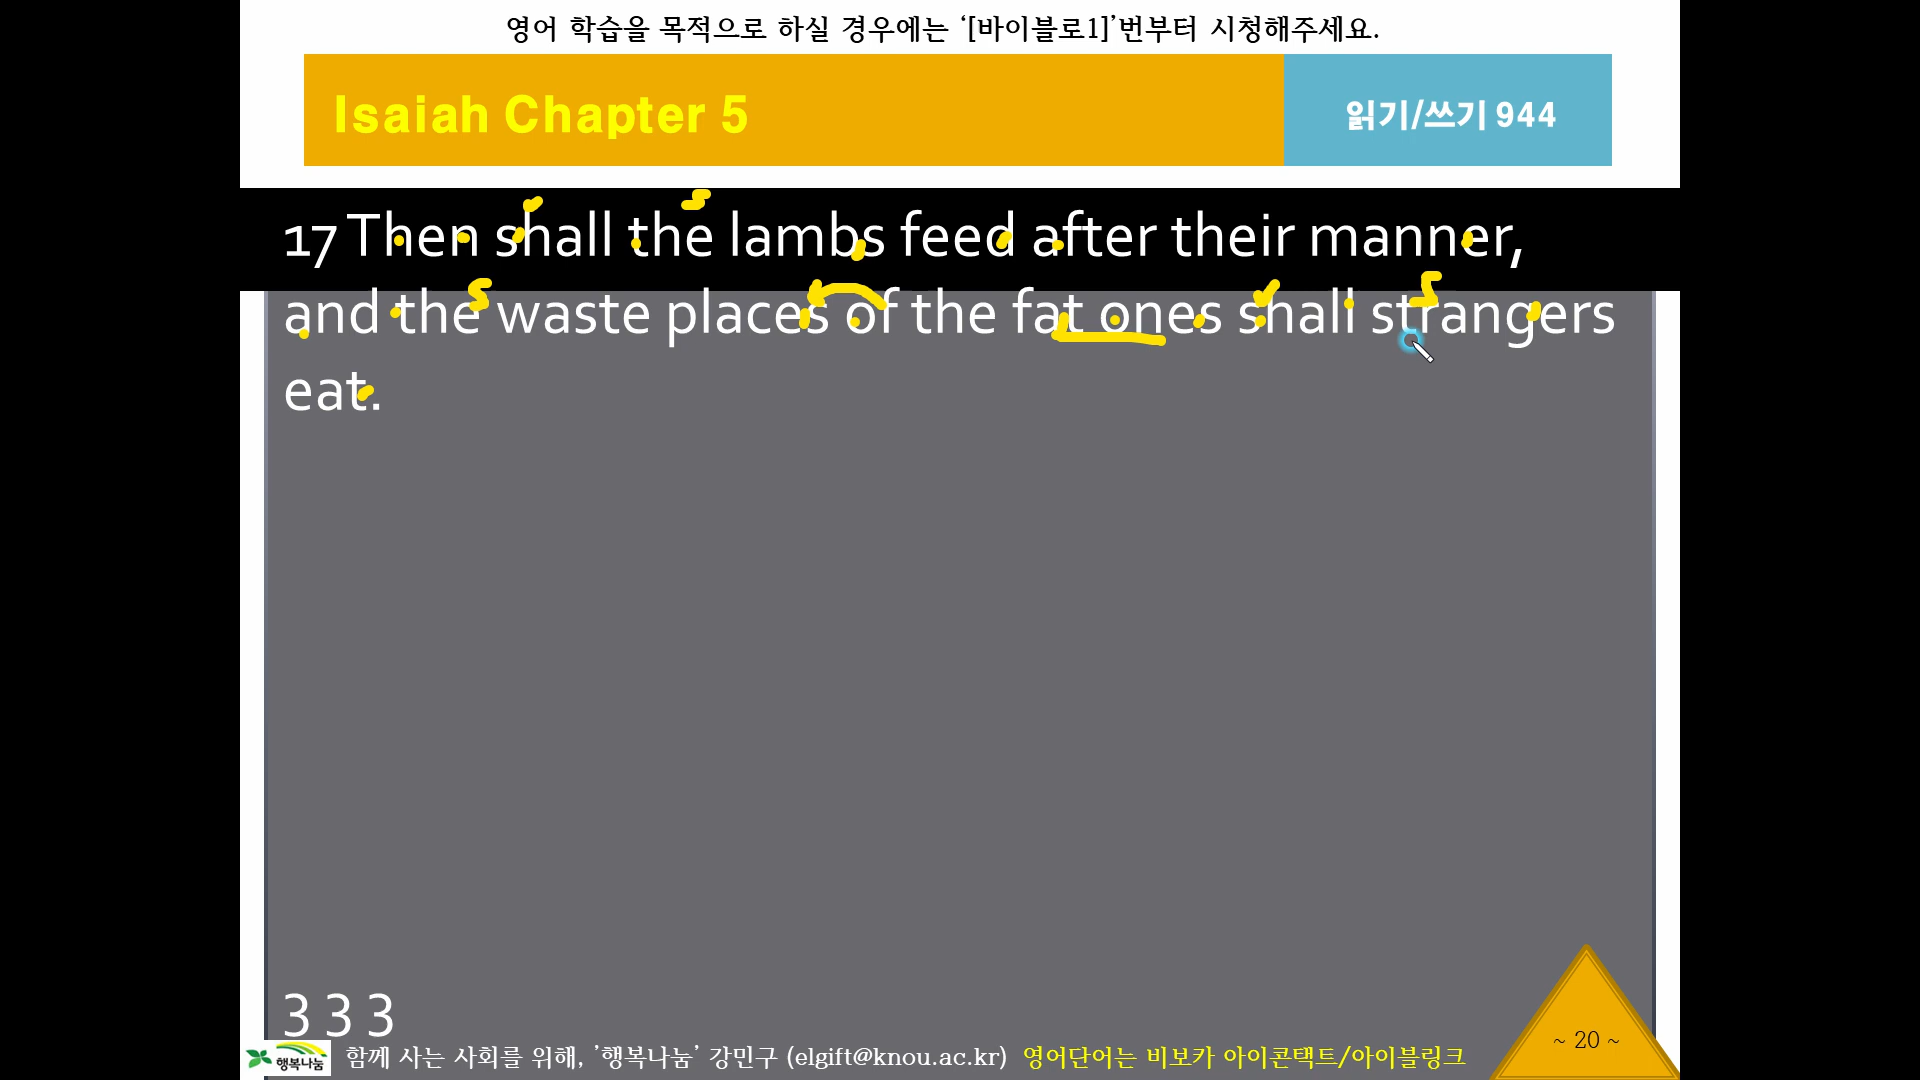 영어 학습을 목적으로 하실 경우에는 ‘[바이블로1]’번부터 시청해주세요.
Isaiah Chapter 5
읽기/쓰기 944
17 Then shall the lambs feed after their manner,
and the waste places of the fat ones shall strangers
eat.
3 3 3
행복나눔
함께 사는 사회를 위해, ’행복나눔’ 강민구 (elgift@knou.ac.kr) 영어단어는 비보카 아이콘택트/아이블링크
~ 20 ~